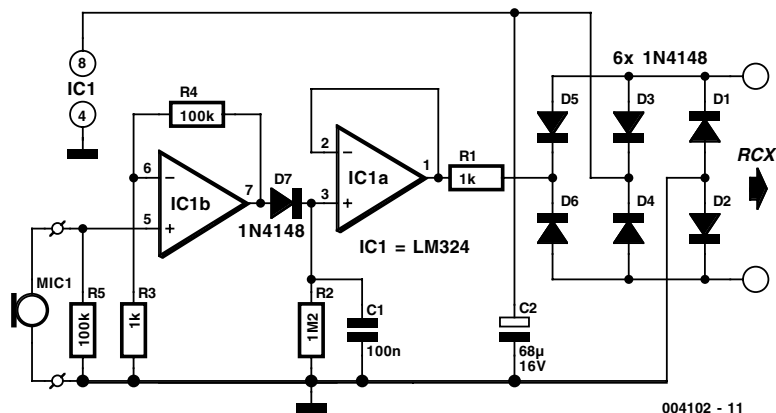 6x 1N4148
8
IC1
4
R4
100k
D5
D3
D1
2
−
1
R1
1k
RCX
6
−
7
D7
3
+
IC1a
IC1b
5
+
1N4148
D6
D4
D2
IC1 = LM324
MIC1
R5
100k
R3
1k
R2
1M2
C1
100n
C2
68µ
16V
004102 - 11